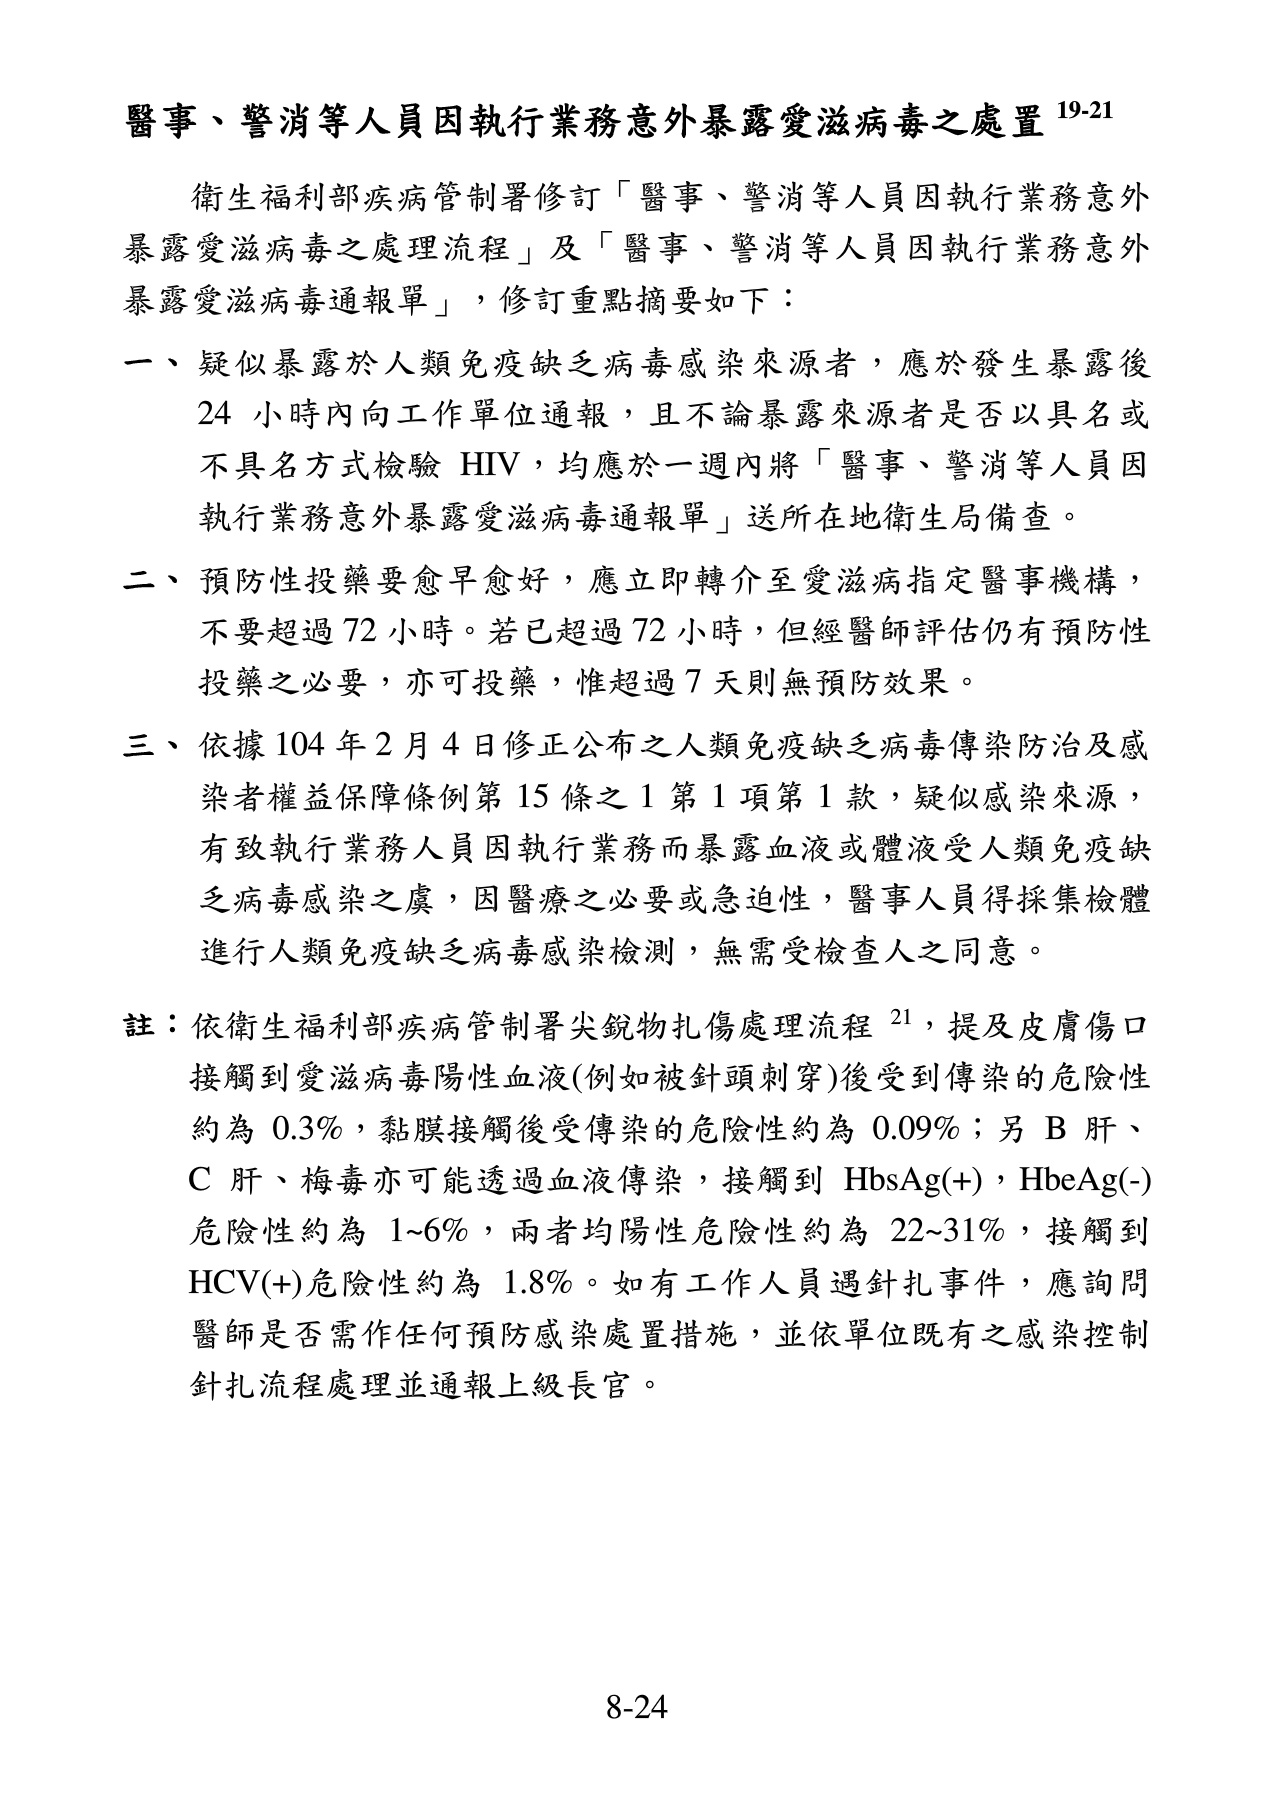 醫事、警消等人員因執行業務意外暴露愛滋病毒之處置 19-21
衛生福利部疾病管制署修訂「醫事、警消等人員因執行業務意外
暴露愛滋病毒之處理流程」及「醫事、警消等人員因執行業務意外
暴露愛滋病毒通報單」，修訂重點摘要如下：
一、 疑似暴露於人類免疫缺乏病毒感染來源者，應於發生暴露後
24 小時內向工作單位通報，且不論暴露來源者是否以具名或
不具名方式檢驗 HIV，均應於一週內將「醫事、警消等人員因
執行業務意外暴露愛滋病毒通報單」送所在地衛生局備查。
二、 預防性投藥要愈早愈好，應立即轉介至愛滋病指定醫事機構，
不要超過 72 小時。若已超過 72 小時，但經醫師評估仍有預防性
投藥之必要，亦可投藥，惟超過 7 天則無預防效果。
三、 依據 104 年 2 月 4 日修正公布之人類免疫缺乏病毒傳染防治及感
染者權益保障條例第 15 條之 1 第 1 項第 1 款，疑似感染來源，
有致執行業務人員因執行業務而暴露血液或體液受人類免疫缺
乏病毒感染之虞，因醫療之必要或急迫性，醫事人員得採集檢體
進行人類免疫缺乏病毒感染檢測，無需受檢查人之同意。
註：依衛生福利部疾病管制署尖銳物扎傷處理流程 21，提及皮膚傷口
接觸到愛滋病毒陽性血液(例如被針頭刺穿)後受到傳染的危險性
約為 0.3%，黏膜接觸後受傳染的危險性約為 0.09%；另 B 肝、
C 肝、梅毒亦可能透過血液傳染，接觸到 HbsAg(+)，HbeAg(-)
危險性約為 1~6%，兩者均陽性危險性約為 22~31%，接觸到
HCV(+)危險性約為 1.8%。如有工作人員遇針扎事件，應詢問
醫師是否需作任何預防感染處置措施，並依單位既有之感染控制
針扎流程處理並通報上級長官。
8-24